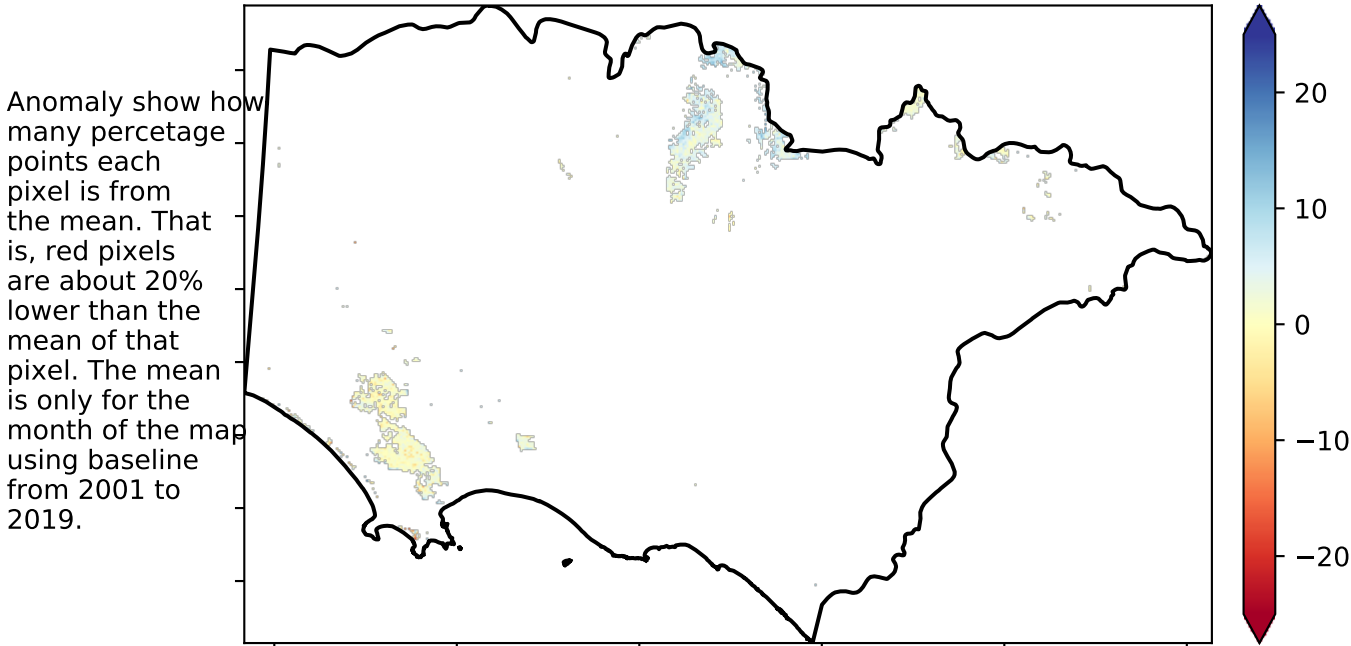 Anomaly show how
many percetage
points each
pixel is from
the mean. That
is, red pixels
are about 20%
lower than the
mean of that
pixel. The mean
is only for the
month of the map
using baseline
from 2001 to
2019.
20
10
0
−10
−20